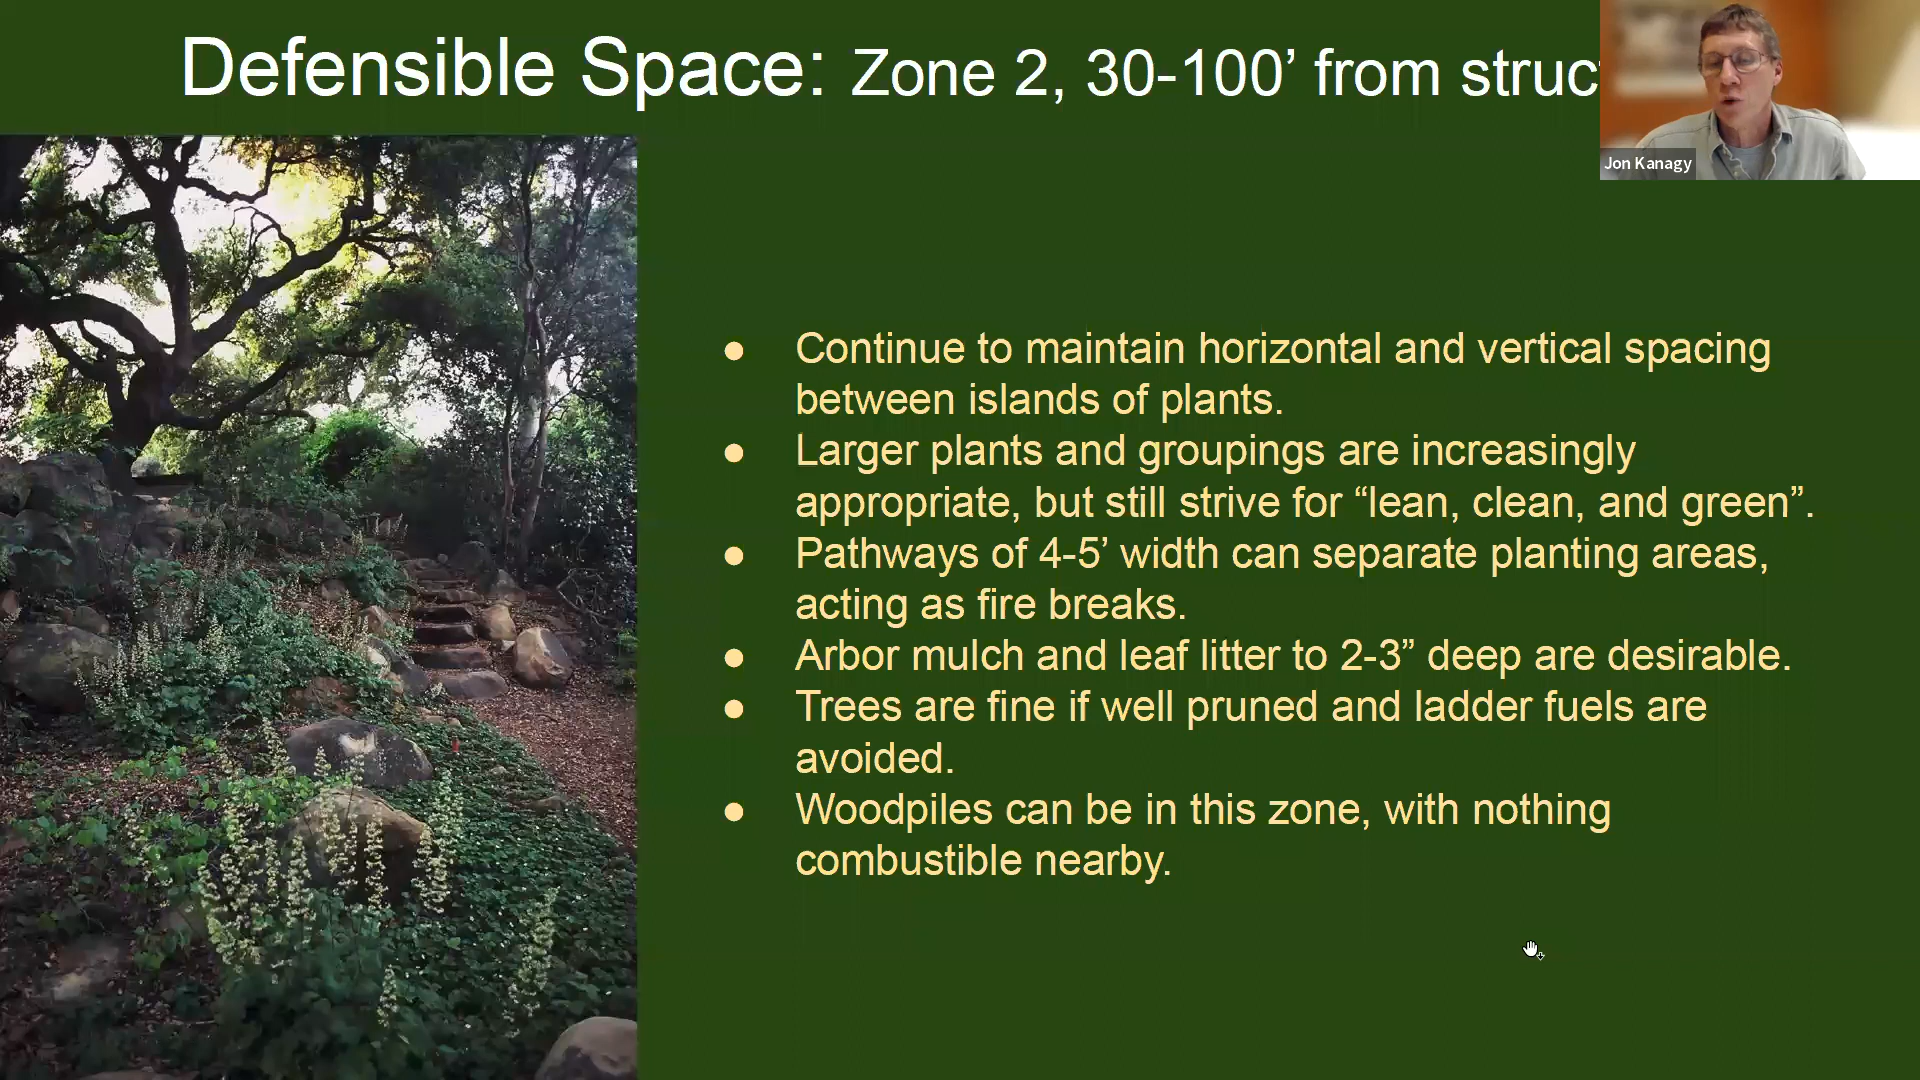 Defensible Space: Zone 2, 30-100’ from struc
Jon Kanagy
● Continue to maintain horizontal and vertical spacing
between islands of plants.
● Larger plants and groupings are increasingly
appropriate, but still strive for “lean, clean, and green”.
● Pathways of 4-5’ width can separate planting areas,
acting as fire breaks.
● Arbor mulch and leaf litter to 2-3” deep are desirable.
● Trees are fine if well pruned and ladder fuels are
avoided.
● Woodpiles can be in this zone, with nothing
combustible nearby.